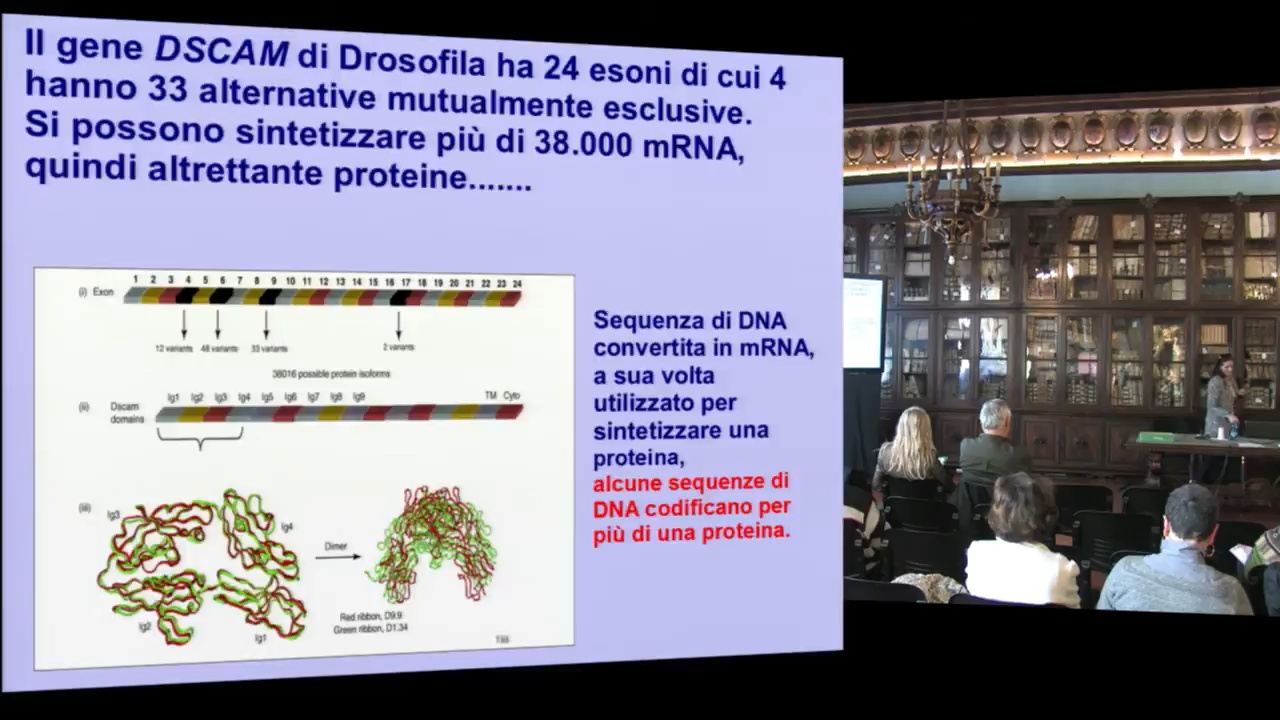 Il gene DSCAM di Drosofila ha 24 esoni di cui 4
hanno 33 alternative mutualmente esclusive.
Si possono sintetizzare più di 38.000 mRNA,
quindi altrettante proteine.......
1 2 3 4 5 6 7 8 9 10 11 12 13 14 15 16 17 18 19 20 21 22 23 24
(i) Exon
12 variants 48 variants 33 variants 2 variants
38016 possible protein isoforms
Ig1 Ig2 Ig3 Ig4 Ig5 Ig6 Ig7 Ig8 Ig9 TM Cyto
(ii) Dscam
domains
(iii)
Ig3
Ig4
Dimer
Ig2
Ig1
Red ribbon, D9.9
Green ribbon, D1.34
Sequenza di DNA
convertita in mRNA,
a sua volta
utilizzato per
sintetizzare una
proteina,
alcune sequenze di
DNA codificano per
più di una proteina.